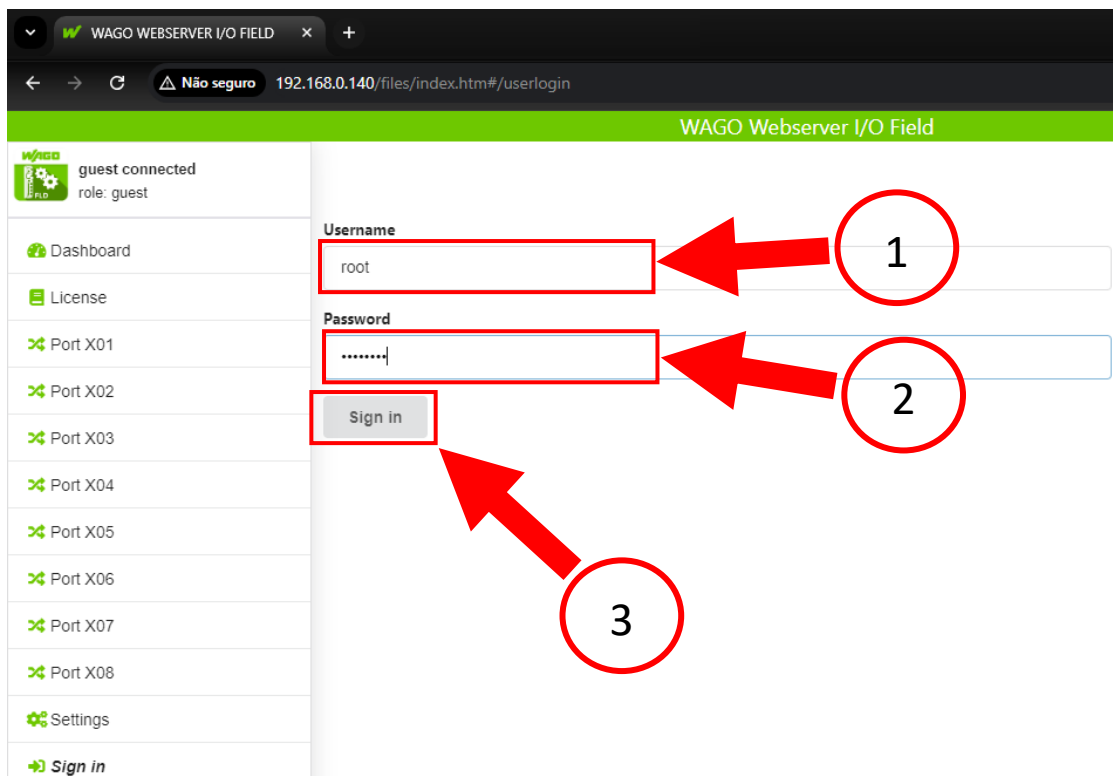 WAGO WEBSERVER I/O FIELD
Não seguro 192.168.0.140/files/index.htm#/userlogin
WAGO Webserver I/O Field
WAGO
FLD
guest connected
role: guest
Dashboard
License
Port X01
Port X02
Port X03
Port X04
Port X05
Port X06
Port X07
Port X08
Settings
Sign in
Username
root
1
Password
••••••••
2
Sign in
3